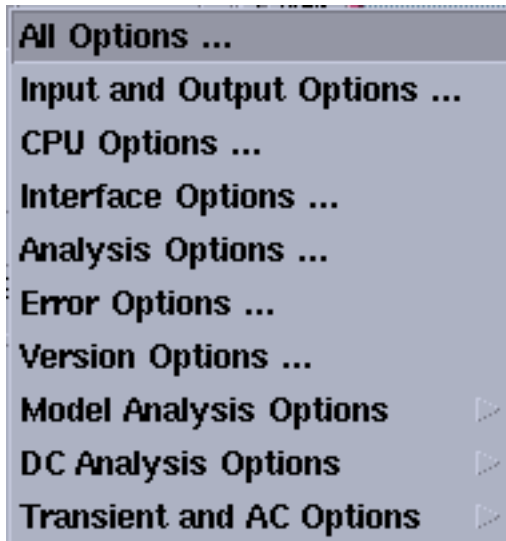 All Options ...
Input and Output Options ...
CPU Options ...
Interface Options ...
Analysis Options ...
Error Options ...
Version Options ...
Model Analysis Options
DC Analysis Options
Transient and AC Options